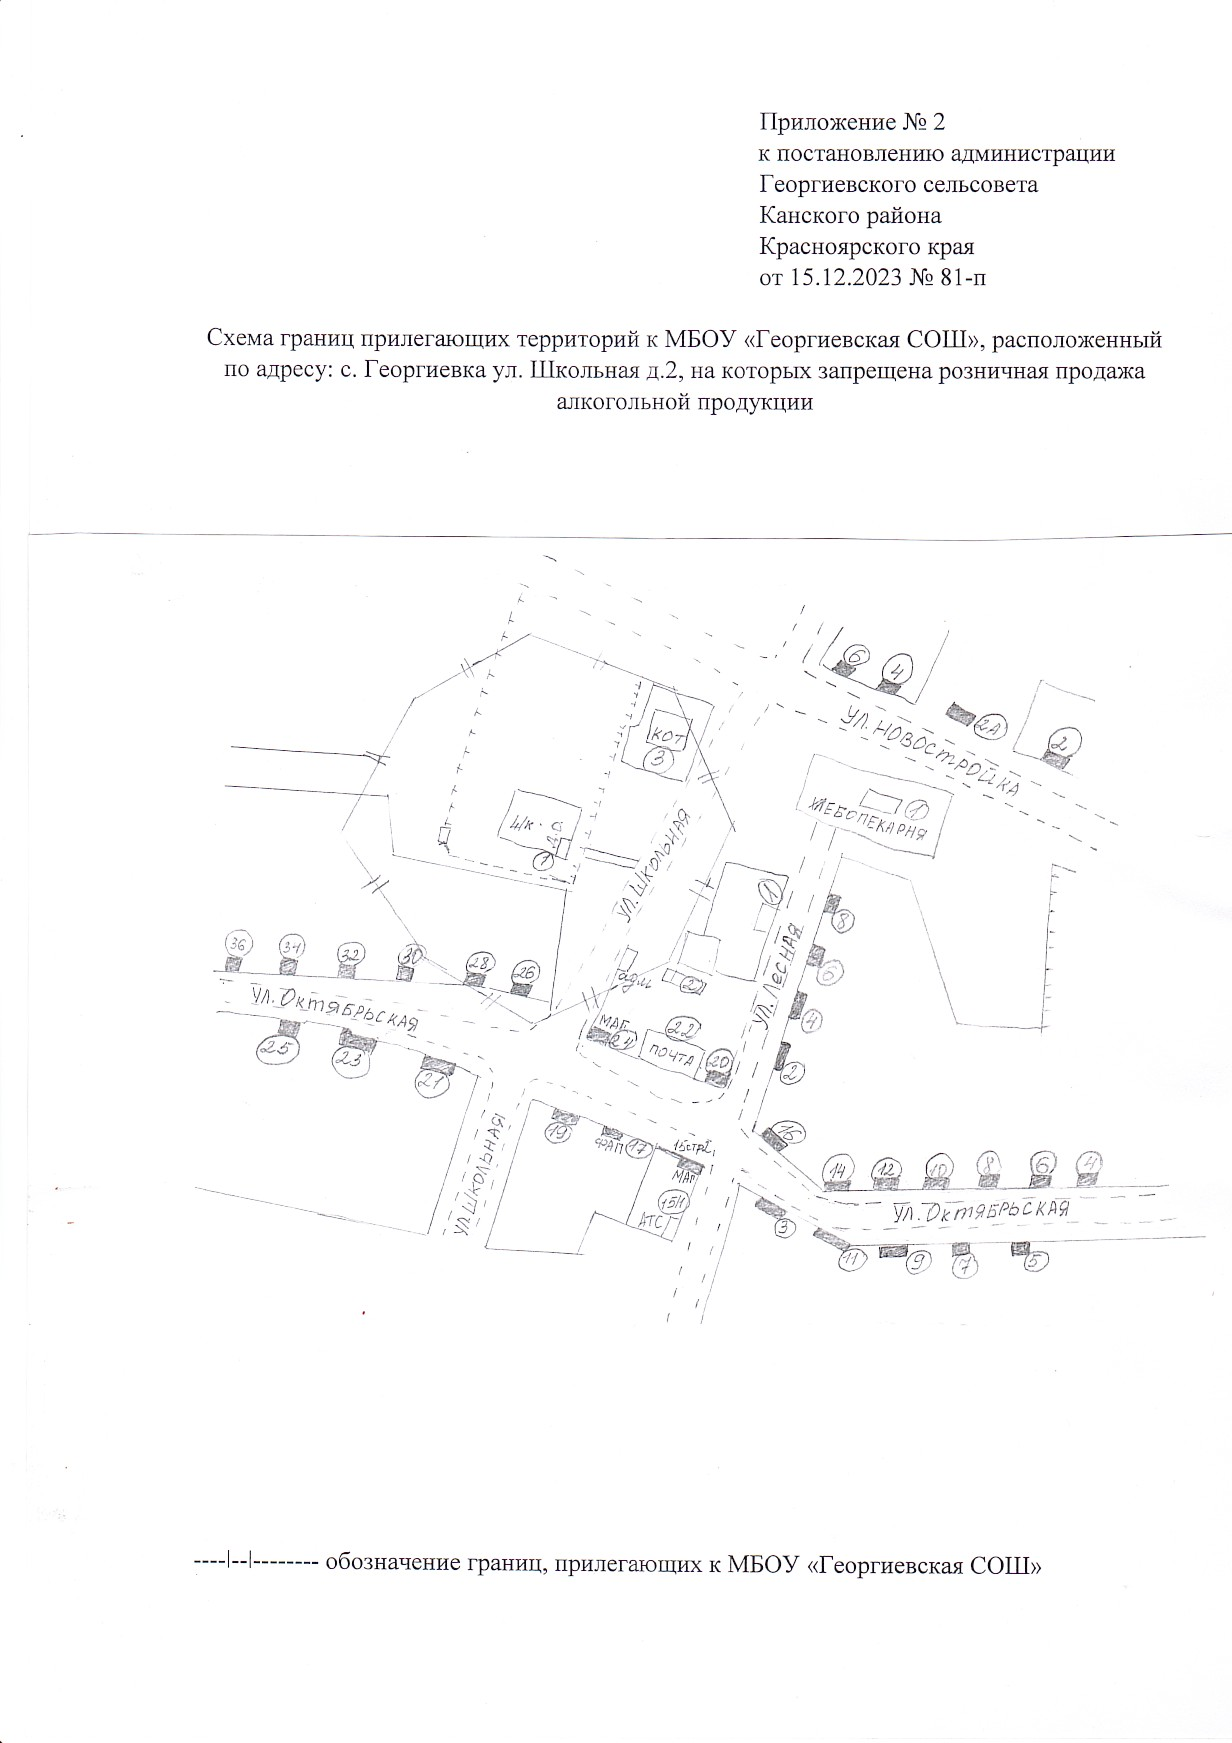 Приложение № 2
к постановлению администрации
Георгиевского сельсовета
Канского района
Красноярского края
от 15.12.2023 № 81-п
Схема границ прилегающих территорий к МБОУ «Георгиевская СОШ», расположенный
по адресу: с. Георгиевка ул. Школьная д.2, на которых запрещена розничная продажа
алкогольной продукции
6
4
2А
2
УЛ. НОВОСТРОЙКА
КОТ
3
ХЛЕБОПЕКАРНЯ
1
УЛ. ШКОЛЬНАЯ
1
1
8
6
4
2
УЛ. ЛЕСНАЯ
36
34
32
30
28
26
адм
2
УЛ. ОКТЯБРЬСКАЯ
МАГ
24
22
ПОЧТА
20
25
23
21
19
ФАП
17
МАГ
АТС
16
14
12
10
8
6
4
УЛ. ШКОЛЬНАЯ
УЛ. ОКТЯБРЬСКАЯ
3
11
9
7
5
----|--|-------- обозначение границ, прилегающих к МБОУ «Георгиевская СОШ»